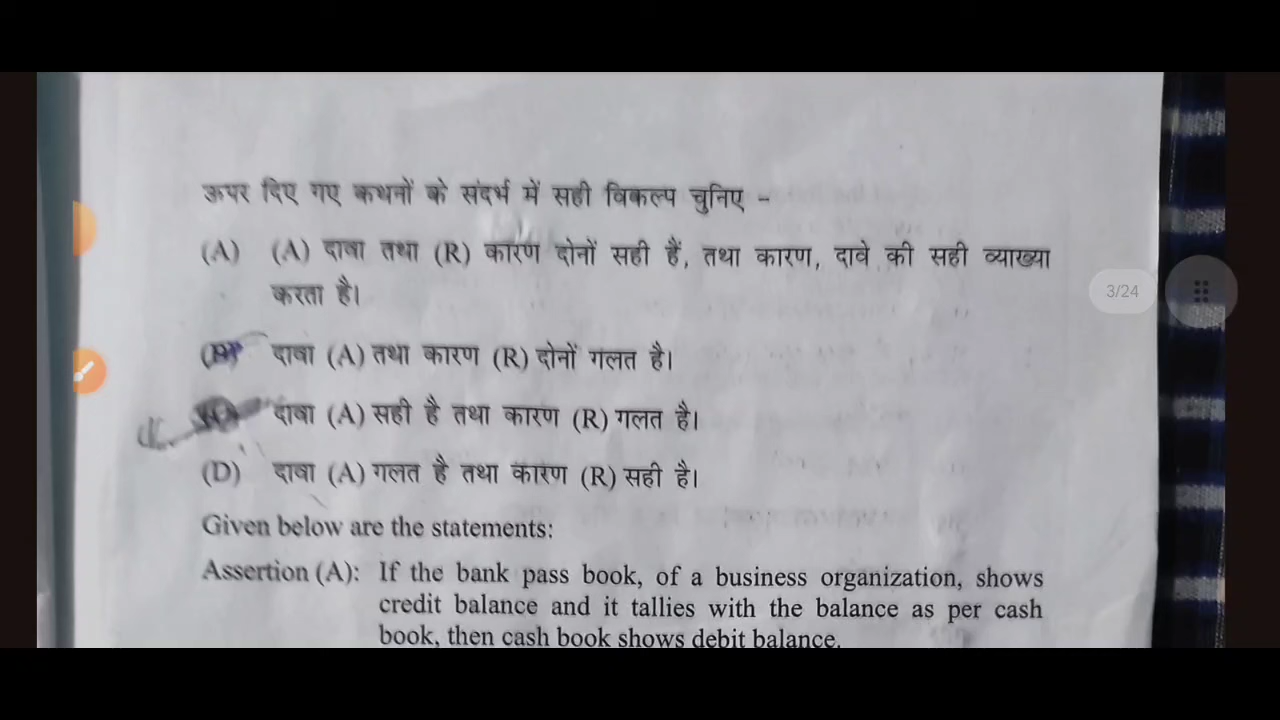 ऊपर दिए गए कथनों के संदर्भ में सही विकल्प चुनिए -
(A) (A) दावा तथा (R) कारण दोनों सही हैं, तथा कारण, दावे की सही व्याख्या
करता है।
3/24
(B) दावा (A) तथा कारण (R) दोनों गलत है।
दावा (A) सही है तथा कारण (R) गलत है।
(D) दावा (A) गलत है तथा कारण (R) सही है।
Given below are the statements:
Assertion (A): If the bank pass book, of a business organization, shows
credit balance and it tallies with the balance as per cash
book, then cash book shows debit balance.